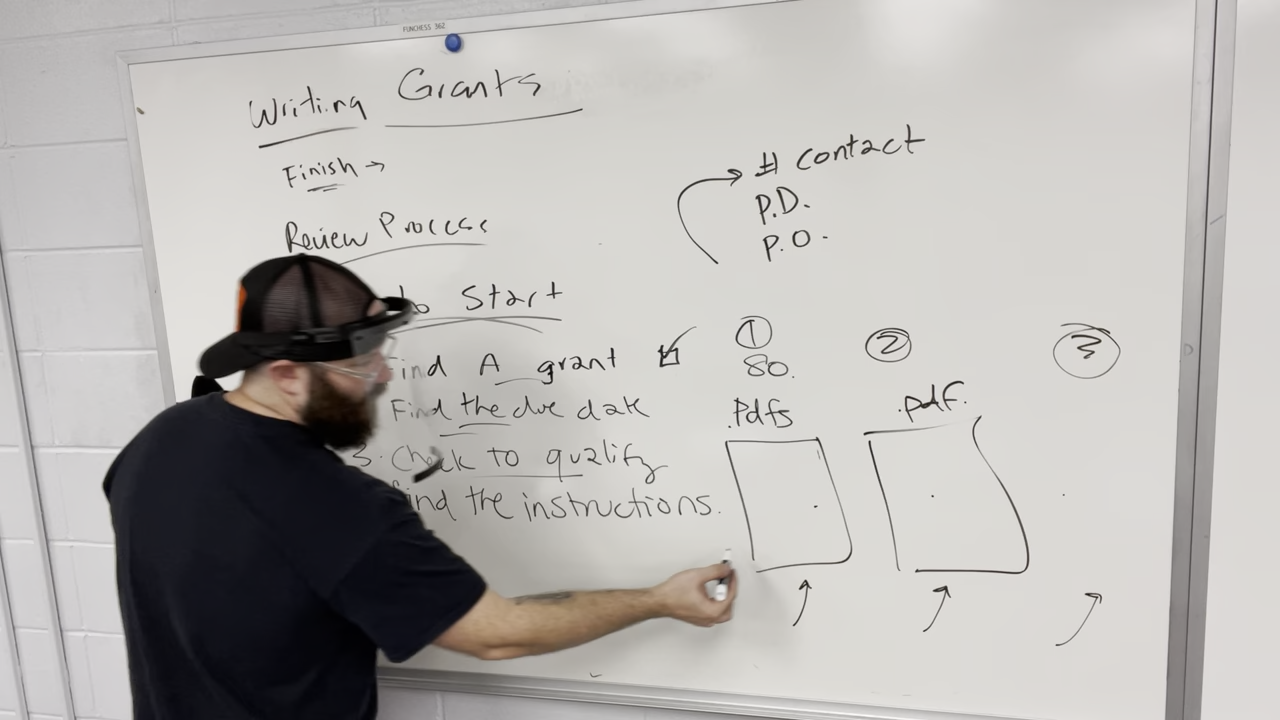 FUNCHESS 362
Writing Grants
Finish →
Review Process
to Start
Find A grant
Find the due date
3. Check to qualify
find the instructions.
# contact
P.D.
P.O.
1
80.
.Pdfs
2
.pdf.
3